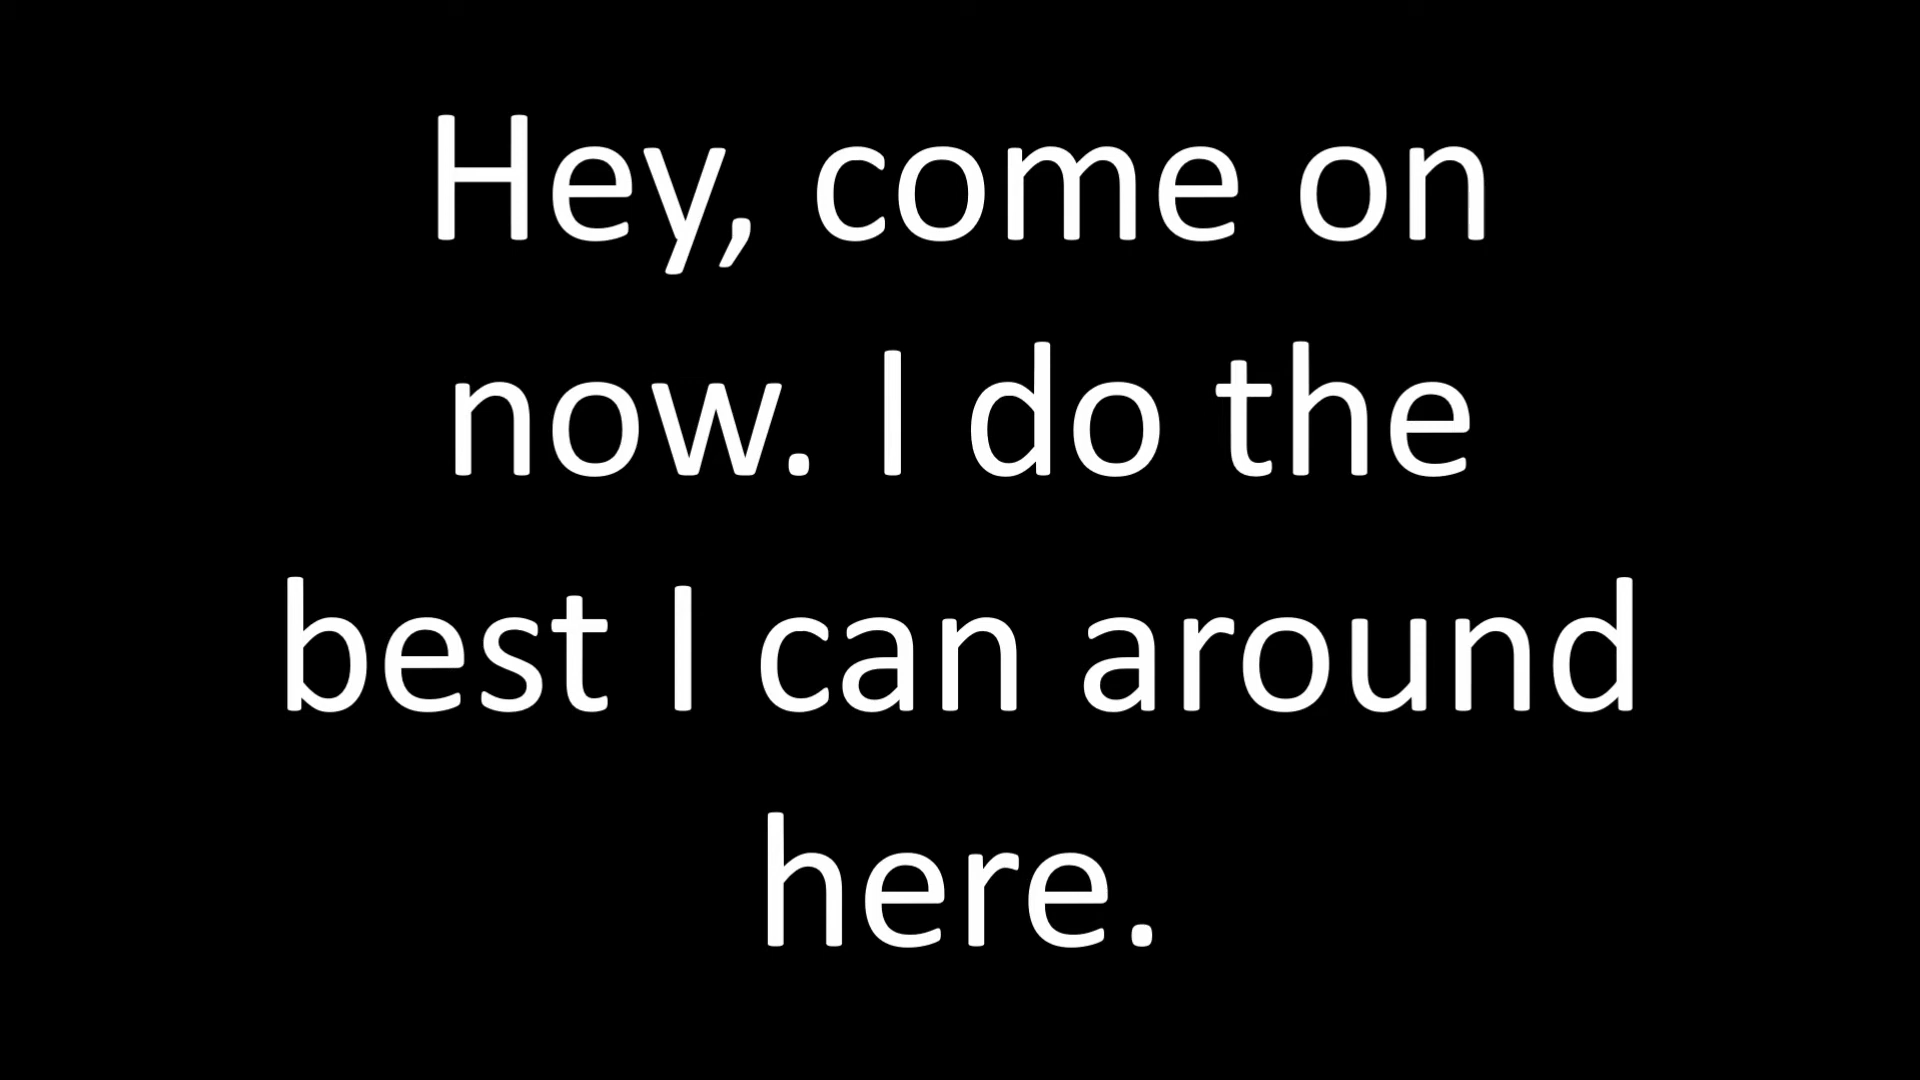 Hey, come on
now. I do the
best I can around
here.